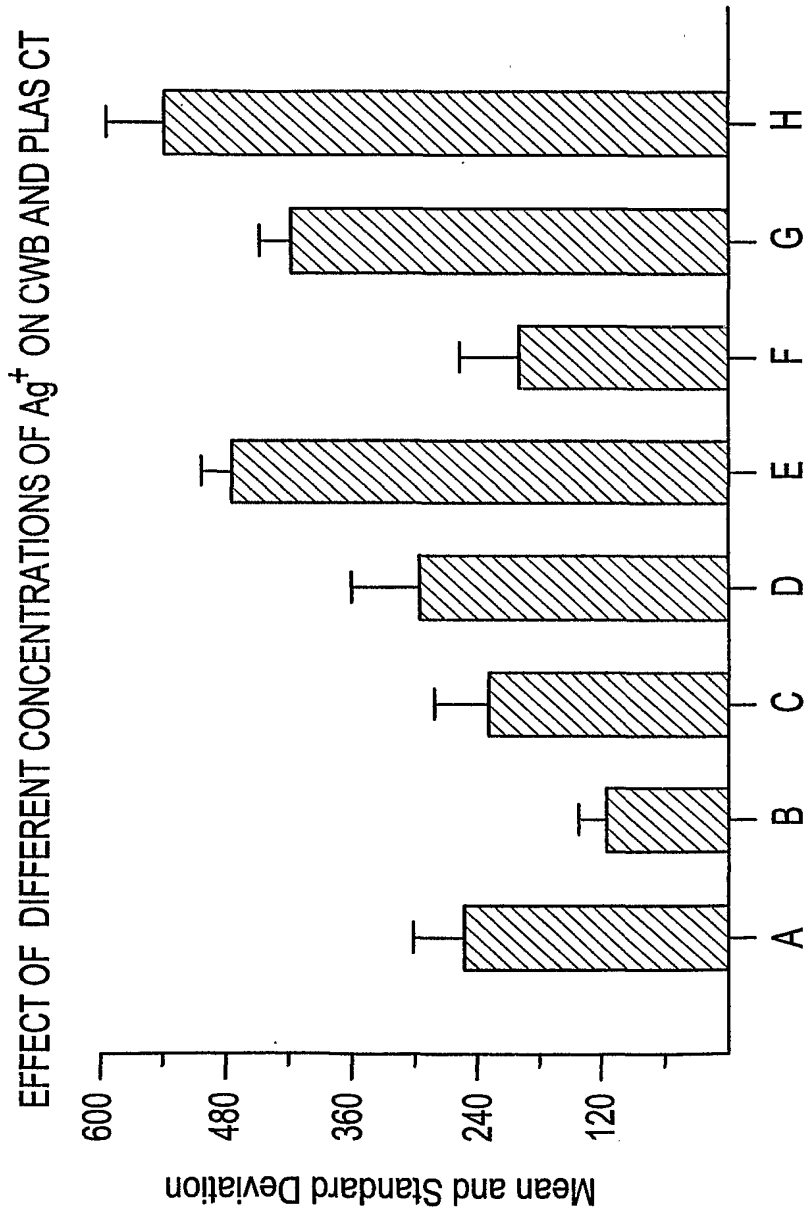 EFFECT OF DIFFERENT CONCENTRATIONS OF Ag+ ON CWB AND PLAS CT
Mean and Standard Deviation
600
480
360
240
120
A B C D E F G H